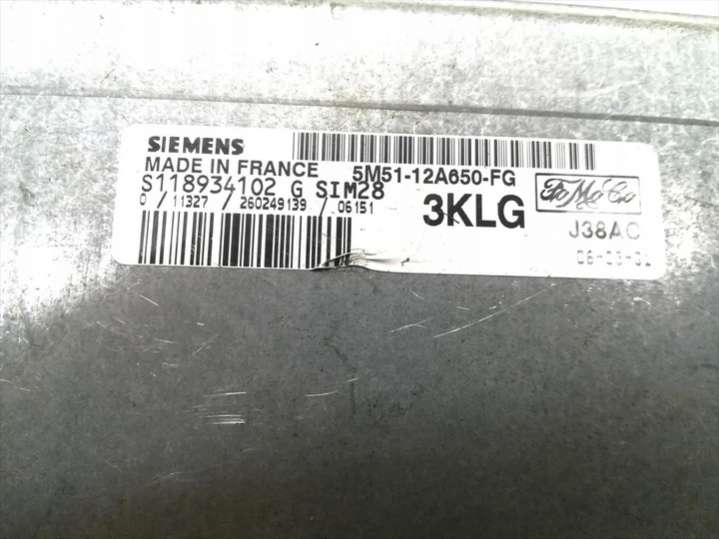 SIEMENS
MADE IN FRANCE
5M51-12A650-FG
S118934102 G SIM28
0 / 11327 / 260249139 / 06151
3KLG
FoMoCo
J38AC